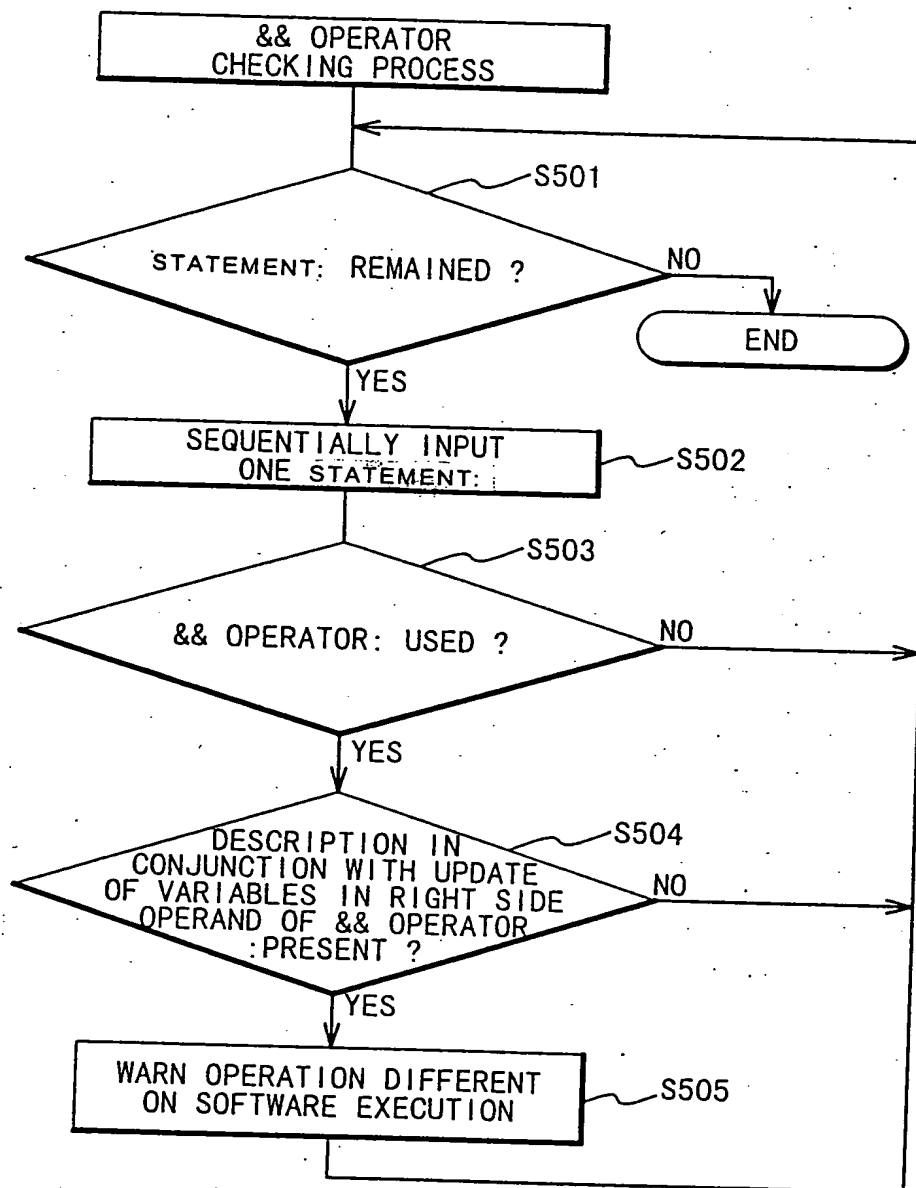 && OPERATOR
CHECKING PROCESS
S501
STATEMENT: REMAINED ?
NO
END
YES
SEQUENTIALLY INPUT
ONE STATEMENT:
S502
S503
&& OPERATOR: USED ?
NO
YES
S504
DESCRIPTION IN
CONJUNCTION WITH UPDATE
OF VARIABLES IN RIGHT SIDE
OPERAND OF && OPERATOR
:PRESENT ?
NO
YES
WARN OPERATION DIFFERENT
ON SOFTWARE EXECUTION
S505